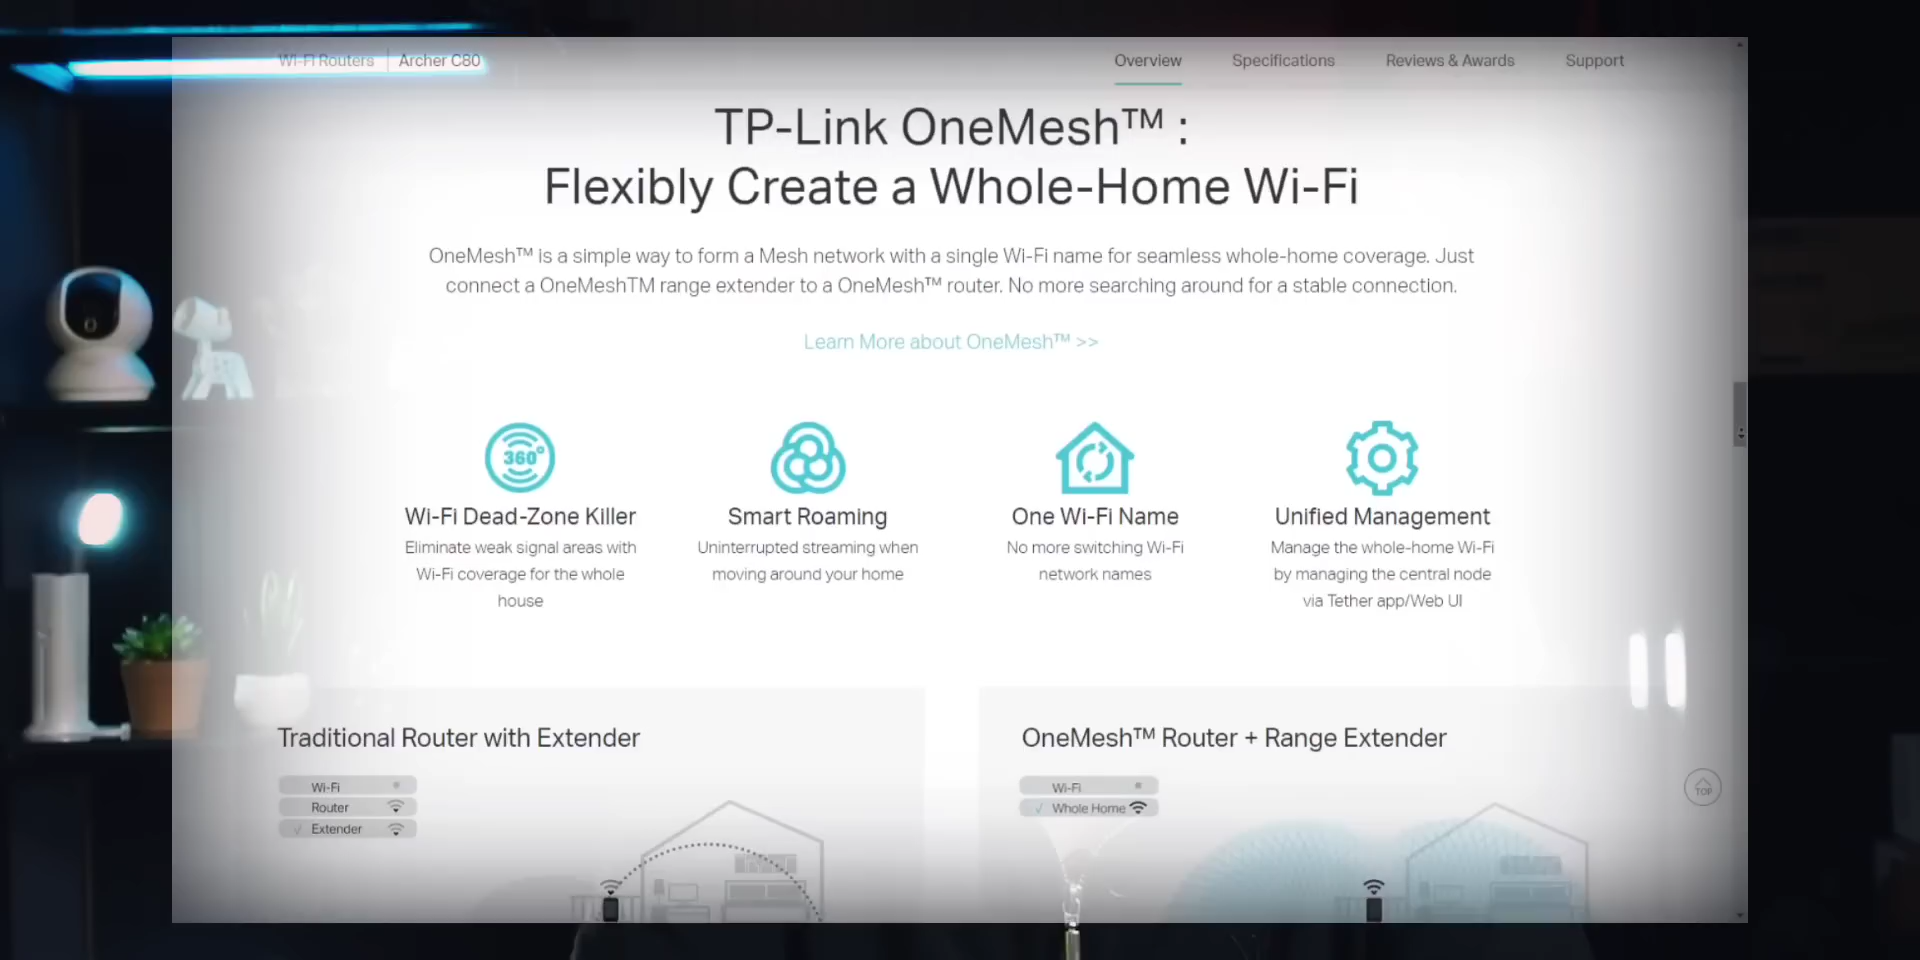 Wi-Fi Routers | Archer C80
Overview
Specifications
Reviews & Awards
Support
TP-Link OneMesh™ :
Flexibly Create a Whole-Home Wi-Fi
OneMesh™ is a simple way to form a Mesh network with a single Wi-Fi name for seamless whole-home coverage. Just
connect a OneMeshTM range extender to a OneMesh™ router. No more searching around for a stable connection.
Learn More about OneMesh™ >>
360°
Wi-Fi Dead-Zone Killer
Eliminate weak signal areas with
Wi-Fi coverage for the whole
house
Smart Roaming
Uninterrupted streaming when
moving around your home
One Wi-Fi Name
No more switching Wi-Fi
network names
Unified Management
Manage the whole-home Wi-Fi
by managing the central node
via Tether app/Web UI
Traditional Router with Extender
Wi-Fi
Router
Extender
OneMesh™ Router + Range Extender
Wi-Fi
Whole Home
TOP